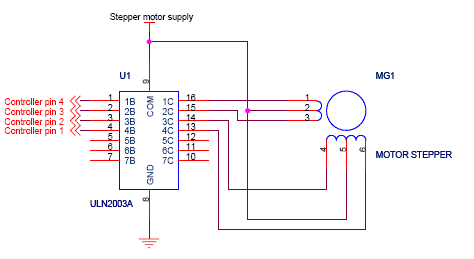 Stepper motor supply
U1
MG1
9
Controller pin 4 1 1B COM 1C 16 1
Controller pin 3 2 2B 2C 15 2
Controller pin 2 3 3B 3C 14 3
Controller pin 1 4 4B 4C 13
5 5B 5C 12
6 6B 6C 11
7 7B GND 7C 10
4 5 6
MOTOR STEPPER
ULN2003A 8